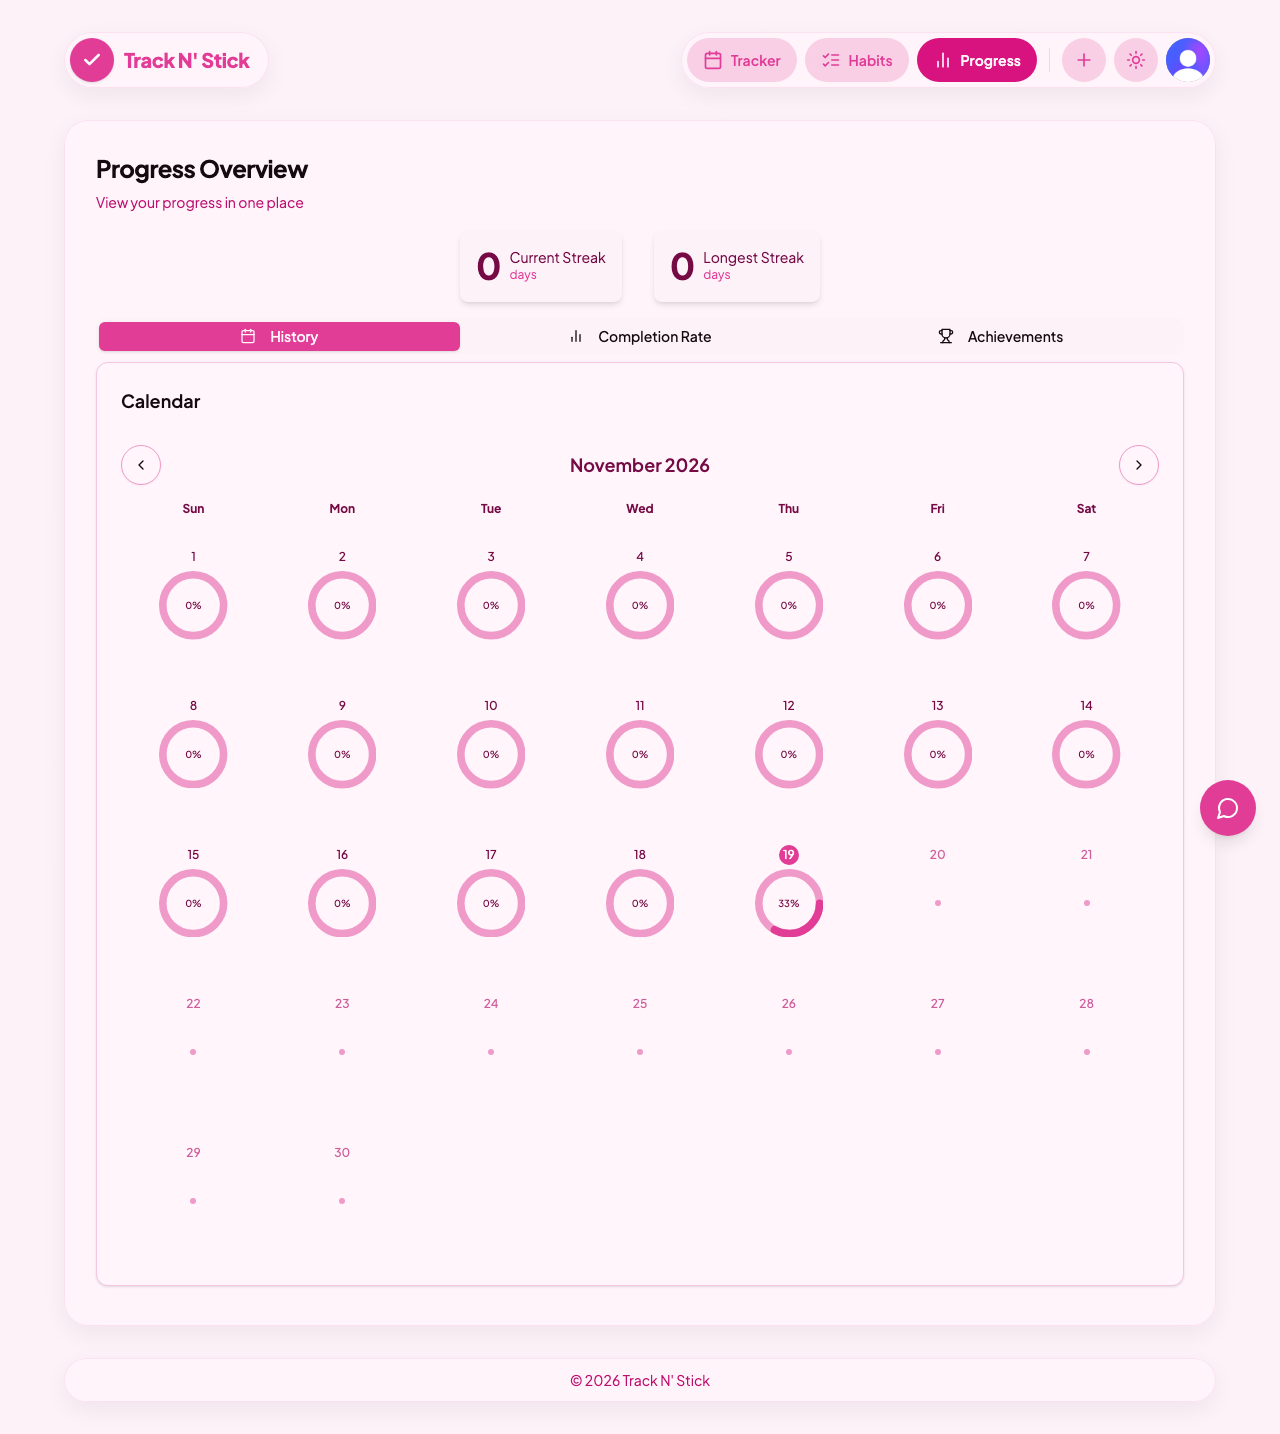 Track N' Stick
Tracker
Habits
Progress
Progress Overview
View your progress in one place
0 Current Streak days
0 Longest Streak days
History
Completion Rate
Achievements
Calendar
November 2026
Sun Mon Tue Wed Thu Fri Sat
1 2 3 4 5 6 7
0% 0% 0% 0% 0% 0% 0%
8 9 10 11 12 13 14
0% 0% 0% 0% 0% 0% 0%
15 16 17 18 19 20 21
0% 0% 0% 0% 33%
22 23 24 25 26 27 28
29 30
© 2026 Track N' Stick